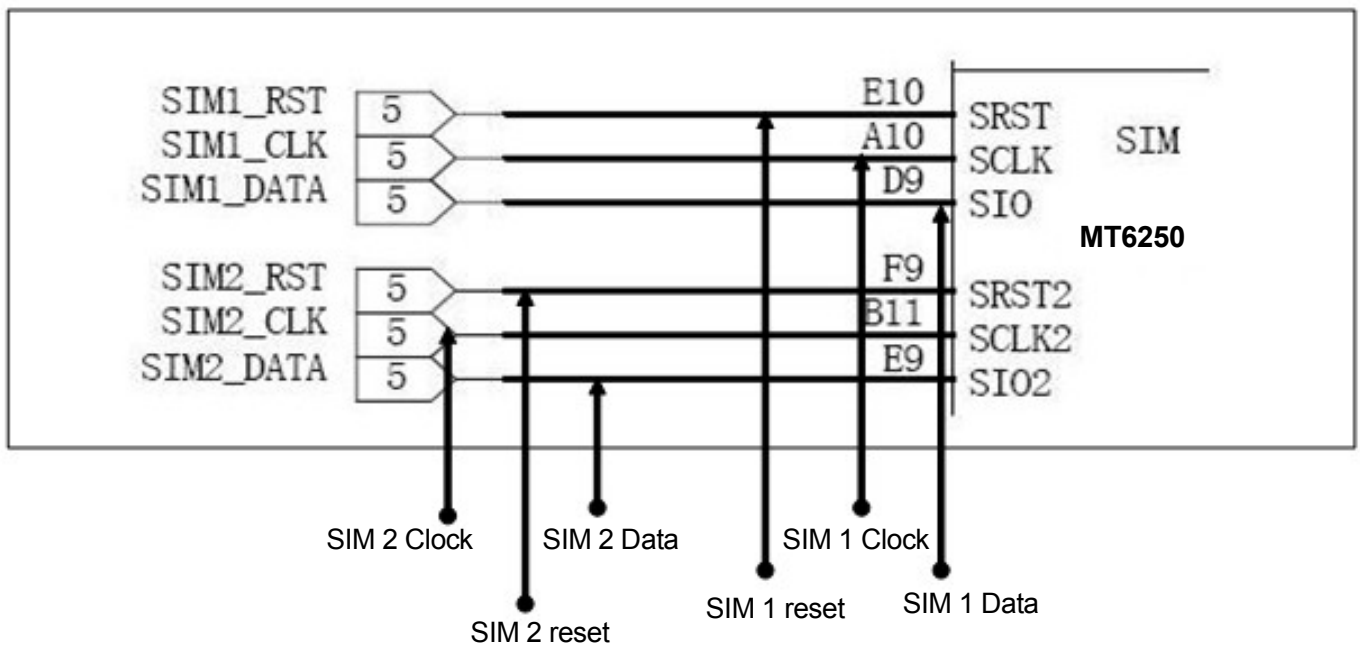 SIM1_RST 5 E10 SRST
SIM1_CLK 5 A10 SCLK SIM
SIM1_DATA 5 D9 SIO
MT6250
SIM2_RST 5 F9 SRST2
SIM2_CLK 5 B11 SCLK2
SIM2_DATA 5 E9 SIO2
SIM 2 Clock SIM 2 Data SIM 1 Clock
SIM 1 reset SIM 1 Data
SIM 2 reset